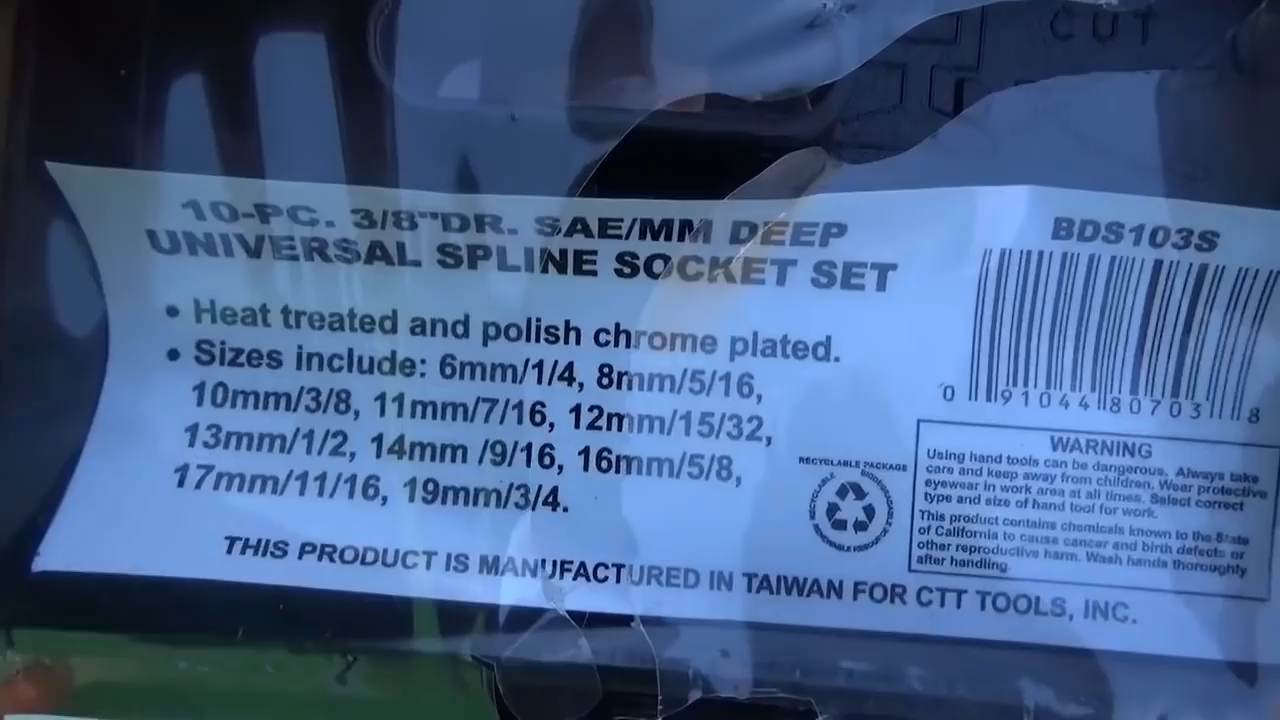 CUT
10-PC. 3/8"DR. SAE/MM DEEP
UNIVERSAL SPLINE SOCKET SET
• Heat treated and polish chrome plated.
• Sizes include: 6mm/1/4, 8mm/5/16,
10mm/3/8, 11mm/7/16, 12mm/15/32,
13mm/1/2, 14mm /9/16, 16mm/5/8,
17mm/11/16, 19mm/3/4.
THIS PRODUCT IS MANUFACTURED IN TAIWAN FOR CTT TOOLS, INC.
BDS103S
0 91044 80703 8
RECYCLABLE PACKAGE
RECYCLABLE BIODEGRADABLE
RENEWABLE RESOURCE
WARNING
Using hand tools can be dangerous. Always take
care and keep away from children. Wear protective
eyewear in work area at all times. Select correct
type and size of hand tool for work.
This product contains chemicals known to the State
of California to cause cancer and birth defects or
other reproductive harm. Wash hands thoroughly
after handling.